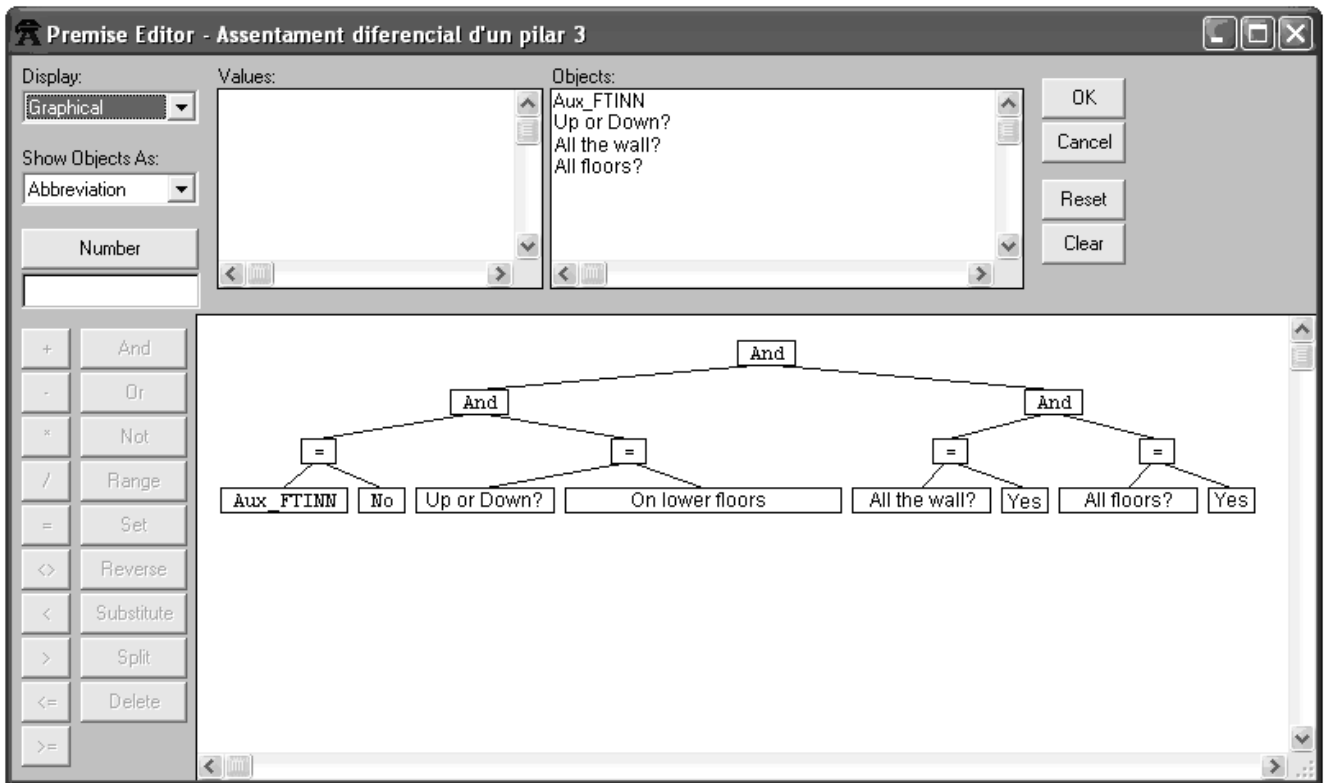 Premise Editor - Assentament diferencial d'un pilar 3
Display:
Graphical
Show Objects As:
Abbreviation
Number
Values:
Objects:
Aux_FTINN
Up or Down?
All the wall?
All floors?
OK
Cancel
Reset
Clear
+ And
- Or
* Not
/ Range
= Set
<> Reverse
< Substitute
> Split
<= Delete
>=
And
And And
= = = =
Aux_FTINN No Up or Down? On lower floors All the wall? Yes All floors? Yes